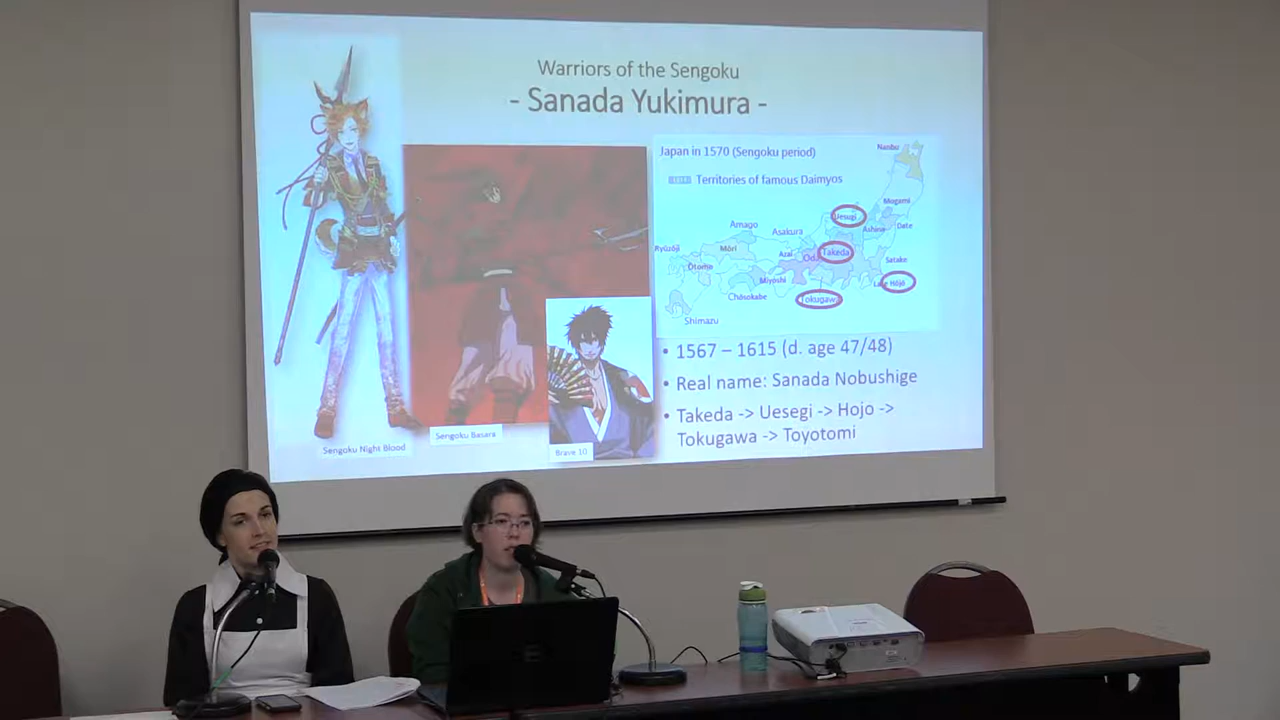 Warriors of the Sengoku
- Sanada Yukimura -
Japan in 1570 (Sengoku period)
Territories of famous Daimyos
Nanbu
Mogami
Uesugi
Date
Ashina
Amago
Asakura
Takeda
Ryūzōji
Mōri
Azai
Oda
Satake
Ōtomo
Miyoshi
Hōjō
Chōsokabe
Tokugawa
Shimazu
• 1567 – 1615 (d. age 47/48)
• Real name: Sanada Nobushige
• Takeda -> Uesegi -> Hojo ->
Tokugawa -> Toyotomi
Sengoku Night Blood
Sengoku Basara
Brave 10